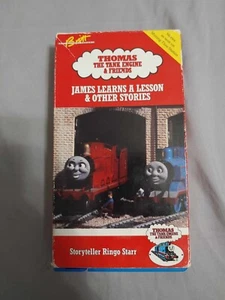 THOMAS
THE TANK ENGINE
& FRIENDS
JAMES LEARNS A LESSON
& OTHER STORIES
Storyteller Ringo Starr
THOMAS
THE TANK ENGINE
& FRIENDS